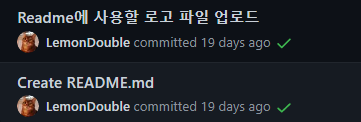 Readme에 사용할 로고 파일 업로드
LemonDouble committed 19 days ago
Create README.md
LemonDouble committed 19 days ago